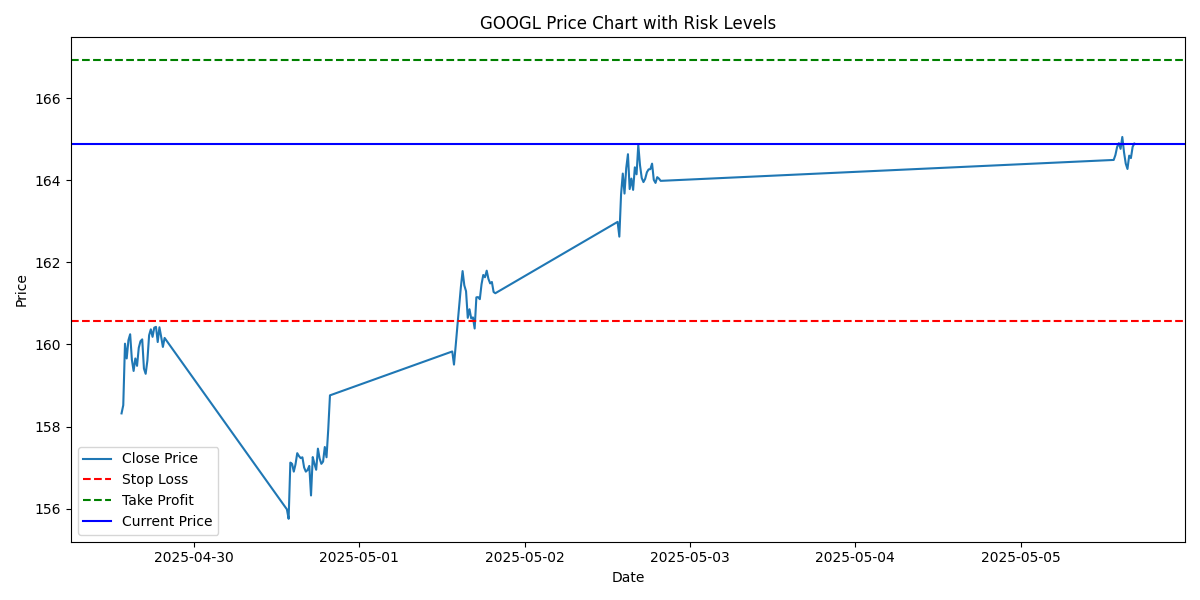 GOOGL Price Chart with Risk Levels
Price
166
164
162
160
158
156
Close Price
Stop Loss
Take Profit
Current Price
2025-04-30
2025-05-01
2025-05-02
2025-05-03
2025-05-04
2025-05-05
Date